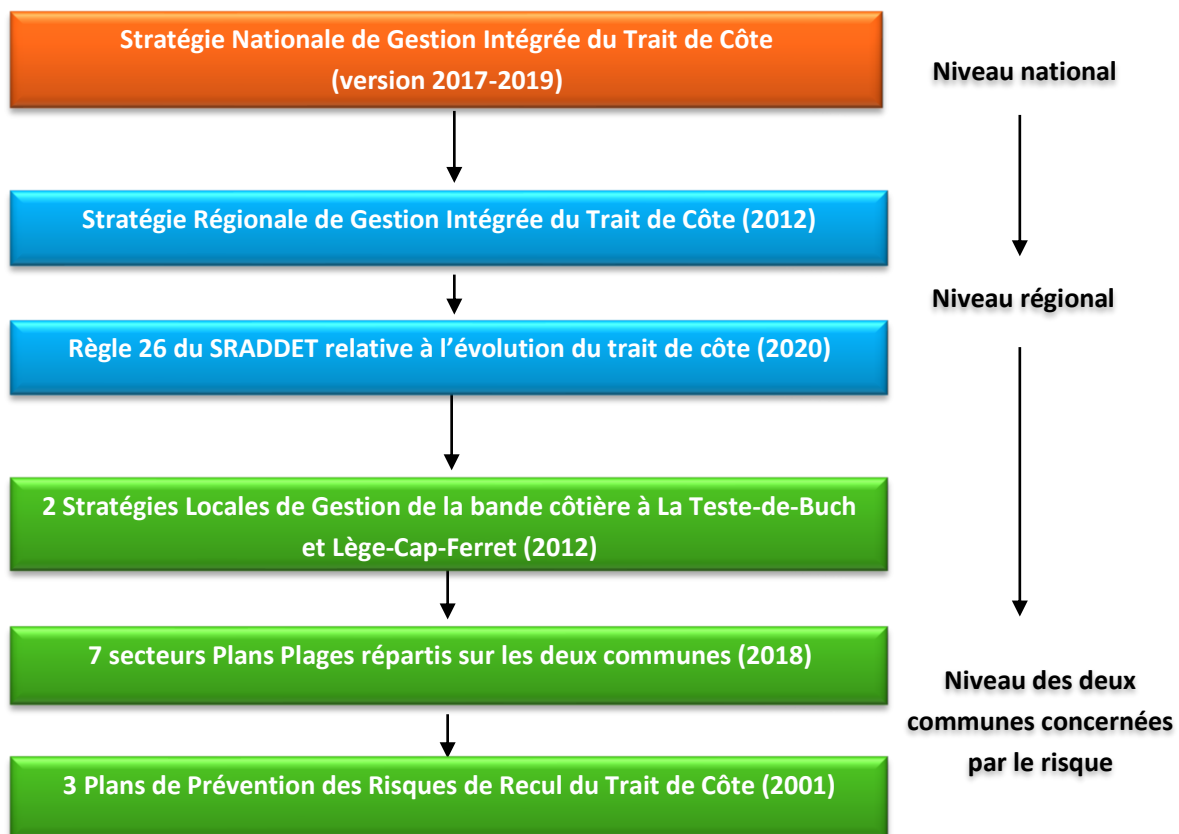 Stratégie Nationale de Gestion Intégrée du Trait de Côte
(version 2017-2019)
Niveau national
Stratégie Régionale de Gestion Intégrée du Trait de Côte (2012)
Niveau régional
Règle 26 du SRADDET relative à l'évolution du trait de côte (2020)
2 Stratégies Locales de Gestion de la bande côtière à La Teste-de-Buch
et Lège-Cap-Ferret (2012)
7 secteurs Plans Plages répartis sur les deux communes (2018)
Niveau des deux
communes concernées
par le risque
3 Plans de Prévention des Risques de Recul du Trait de Côte (2001)